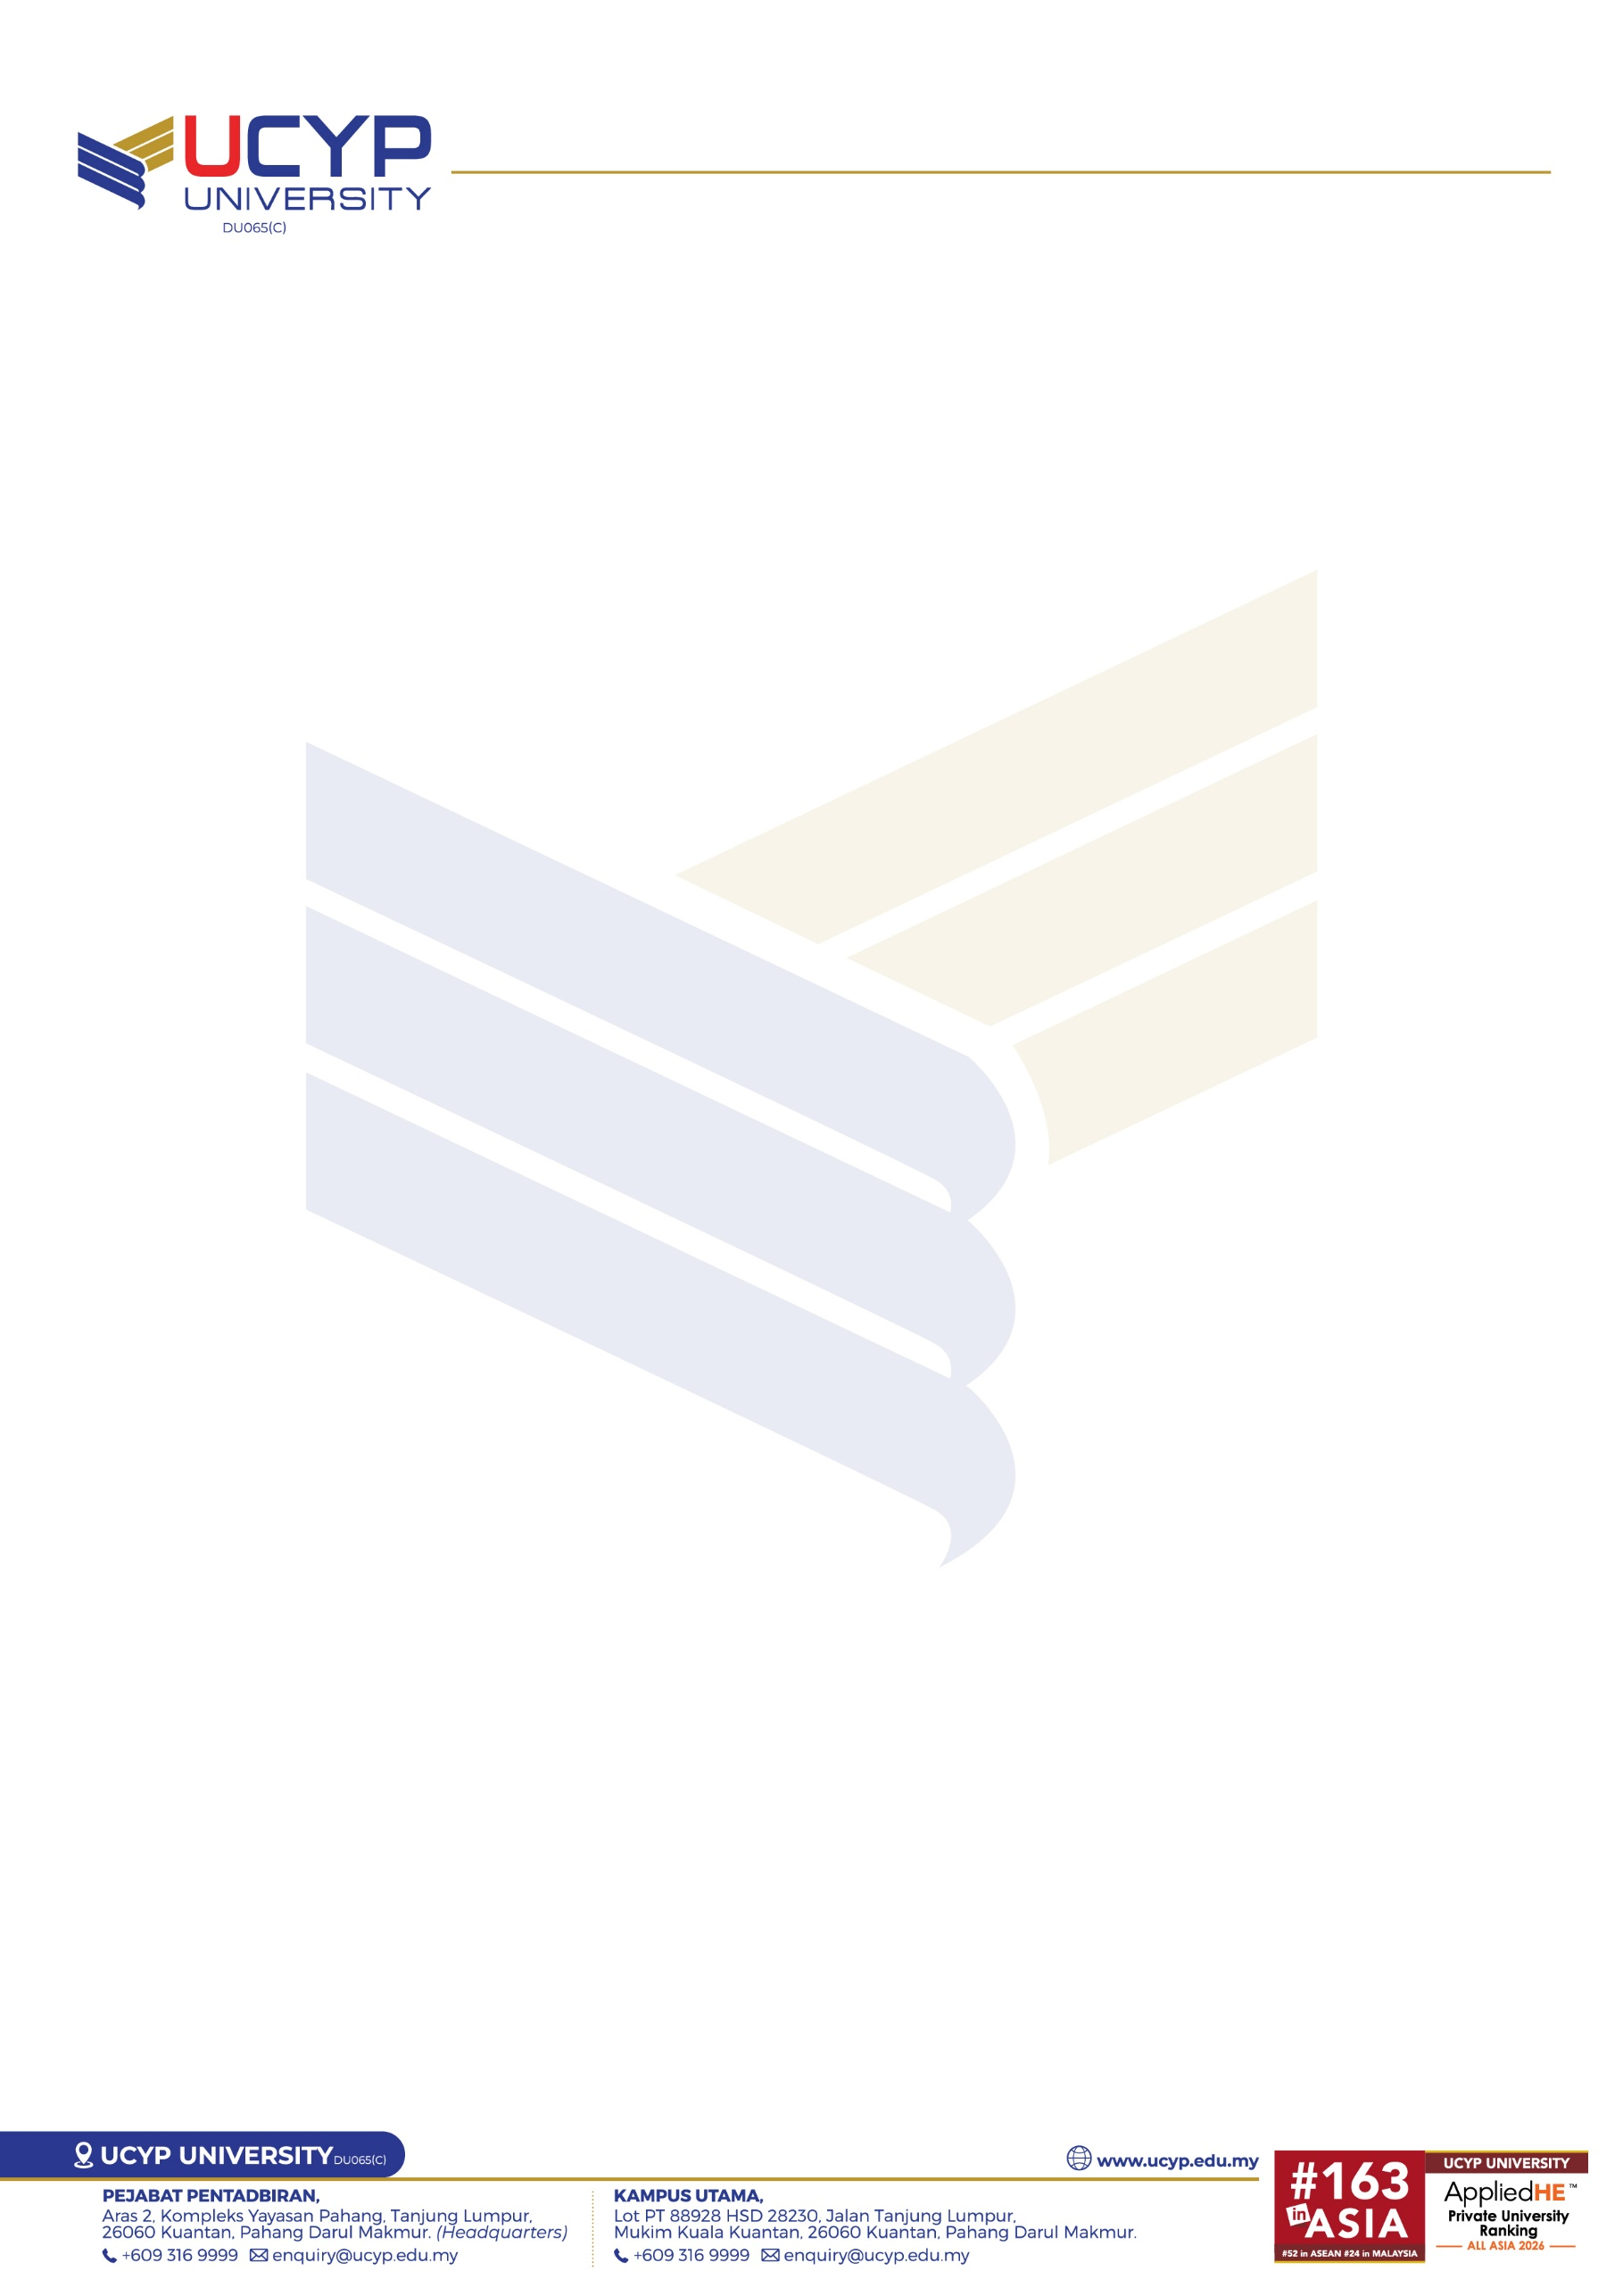 UCYP
UNIVERSITY
DU065(C)
UCYP UNIVERSITY DU065(C)
www.ucyp.edu.my
PEJABAT PENTADBIRAN,
Aras 2, Kompleks Yayasan Pahang, Tanjung Lumpur,
26060 Kuantan, Pahang Darul Makmur. (Headquarters)
+609 316 9999 enquiry@ucyp.edu.my
KAMPUS UTAMA,
Lot PT 88928 HSD 28230, Jalan Tanjung Lumpur,
Mukim Kuala Kuantan, 26060 Kuantan, Pahang Darul Makmur.
+609 316 9999 enquiry@ucyp.edu.my
#163
in ASIA
#52 in ASEAN #24 in MALAYSIA
UCYP UNIVERSITY
AppliedHE™
Private University
Ranking
ALL ASIA 2026